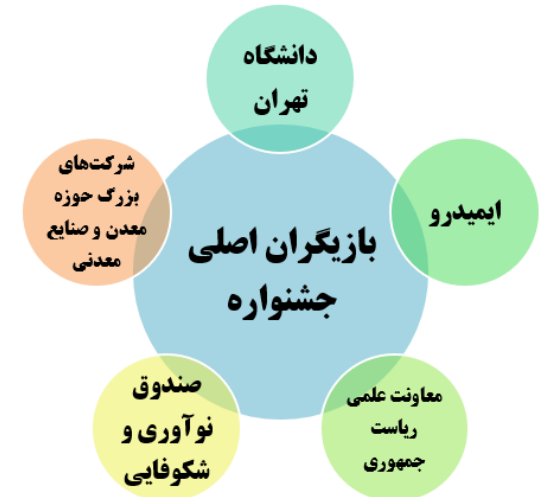 دانشگاه
تهران
ایمیدرو
معاونت علمی
ریاست
جمهوری
صندوق
نوآوری و
شکوفایی
شرکت‌های
بزرگ حوزه
معدن و صنایع
معدنی
بازیگران اصلی
جشنواره